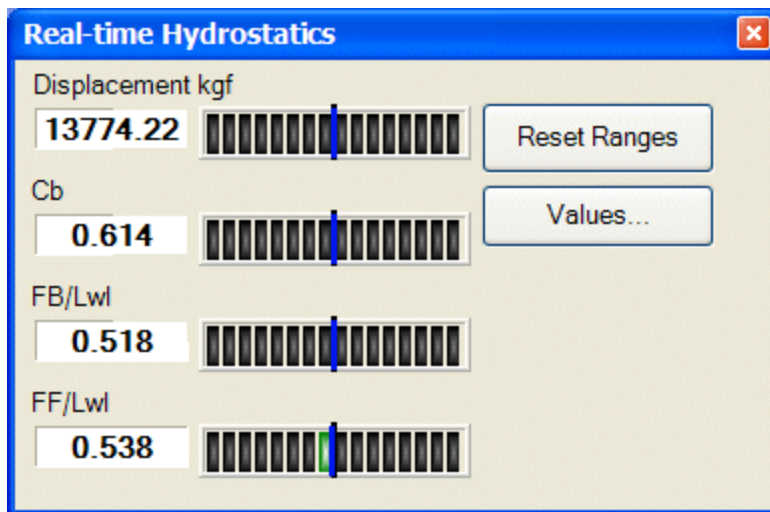 Real-time Hydrostatics
Displacement kgf
13774.22
Reset Ranges
Cb
0.614
Values...
FB/Lwl
0.518
FF/Lwl
0.538